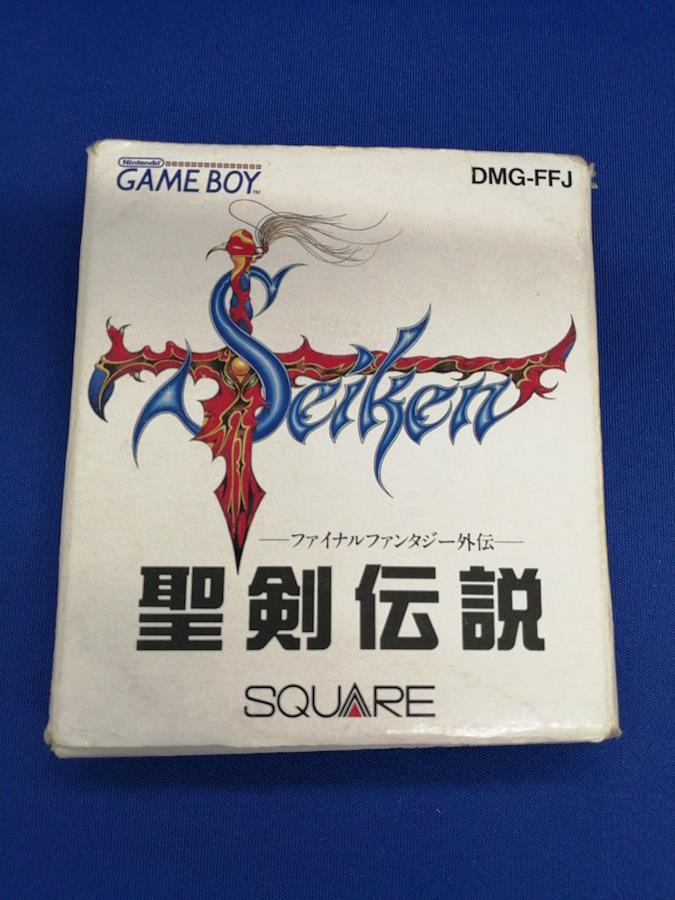 Nintendo
GAME BOY™
DMG-FFJ
Seiken
―ファイナルファンタジー外伝―
聖剣伝説
SQUARE